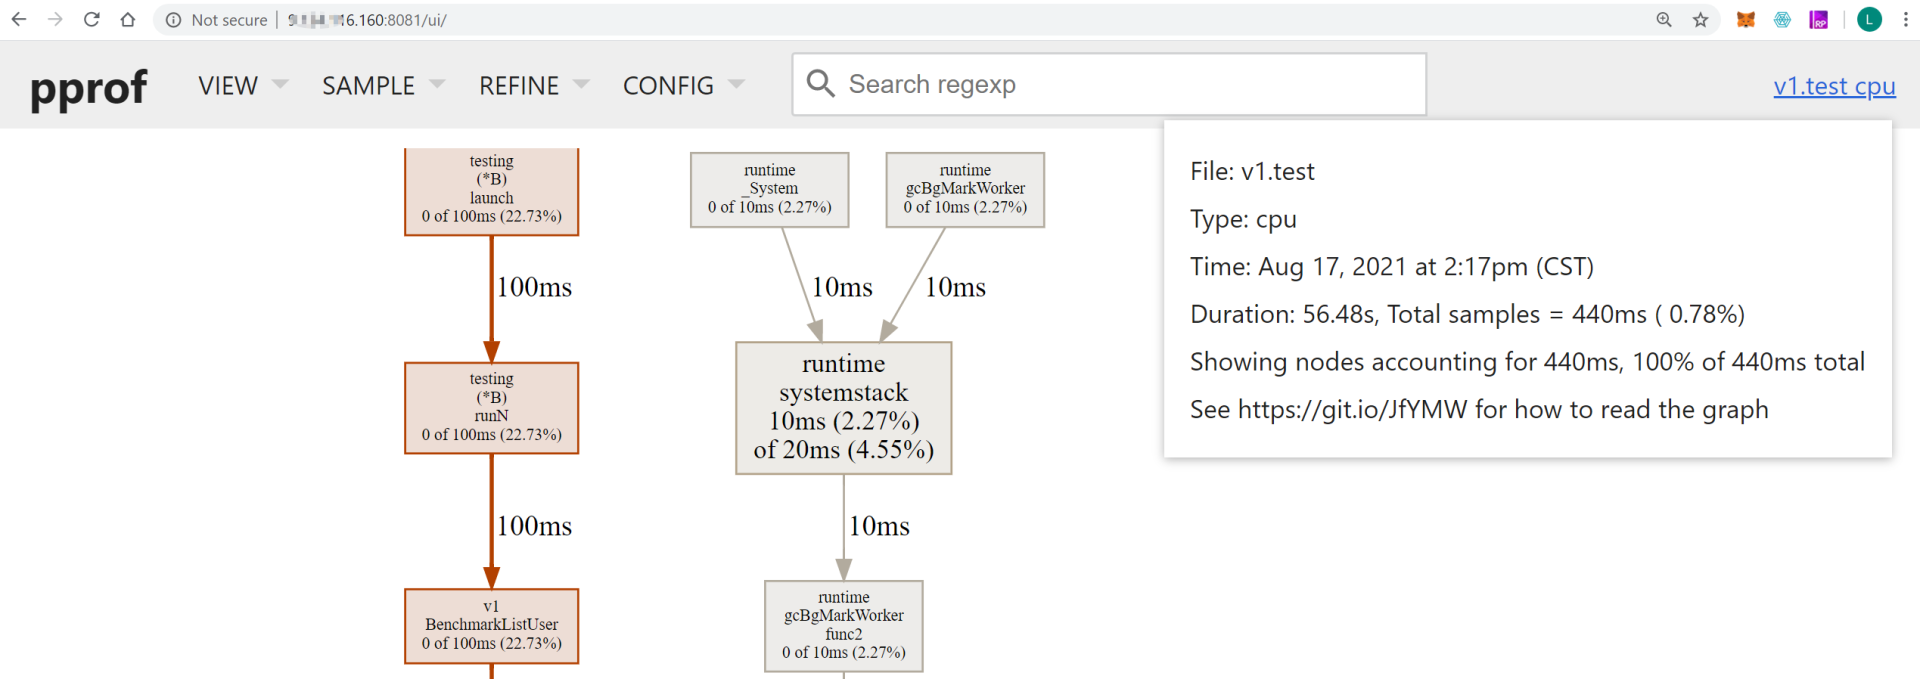 Not secure
16.160:8081/ui/
RP
L
pprof
VIEW
SAMPLE
REFINE
CONFIG
Search regexp
v1.test cpu
testing
(*B)
launch
0 of 100ms (22.73%)
runtime
_System
0 of 10ms (2.27%)
runtime
gcBgMarkWorker
0 of 10ms (2.27%)
File: v1.test
Type: cpu
Time: Aug 17, 2021 at 2:17pm (CST)
Duration: 56.48s, Total samples = 440ms ( 0.78%)
Showing nodes accounting for 440ms, 100% of 440ms total
See https://git.io/JfYMW for how to read the graph
100ms
10ms
10ms
testing
(*B)
runN
0 of 100ms (22.73%)
runtime
systemstack
10ms (2.27%)
of 20ms (4.55%)
100ms
10ms
v1
BenchmarkListUser
0 of 100ms (22.73%)
runtime
gcBgMarkWorker
func2
0 of 10ms (2.27%)